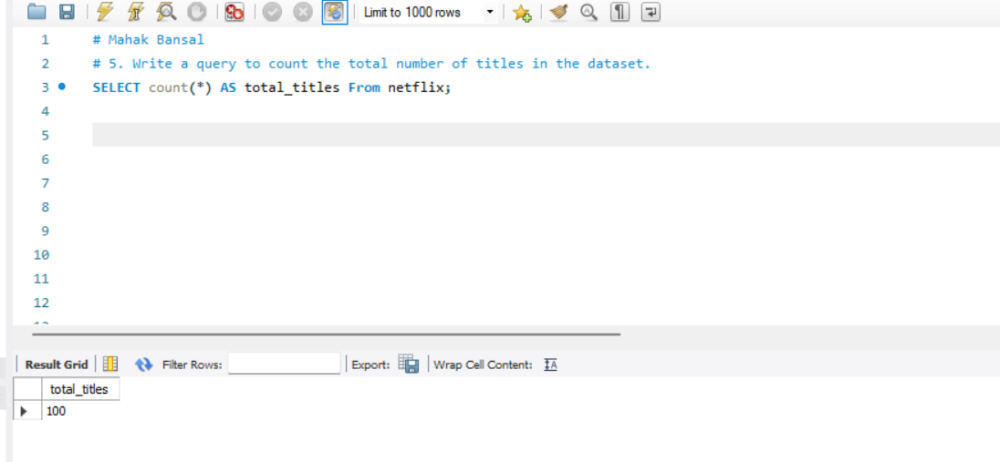 Limit to 1000 rows
1 # Mahak Bansal
2 # 5. Write a query to count the total number of titles in the dataset.
3 SELECT count(*) AS total_titles From netflix;
4
5
6
7
8
9
10
11
12
Result Grid Filter Rows: Export: Wrap Cell Content:
total_titles
100